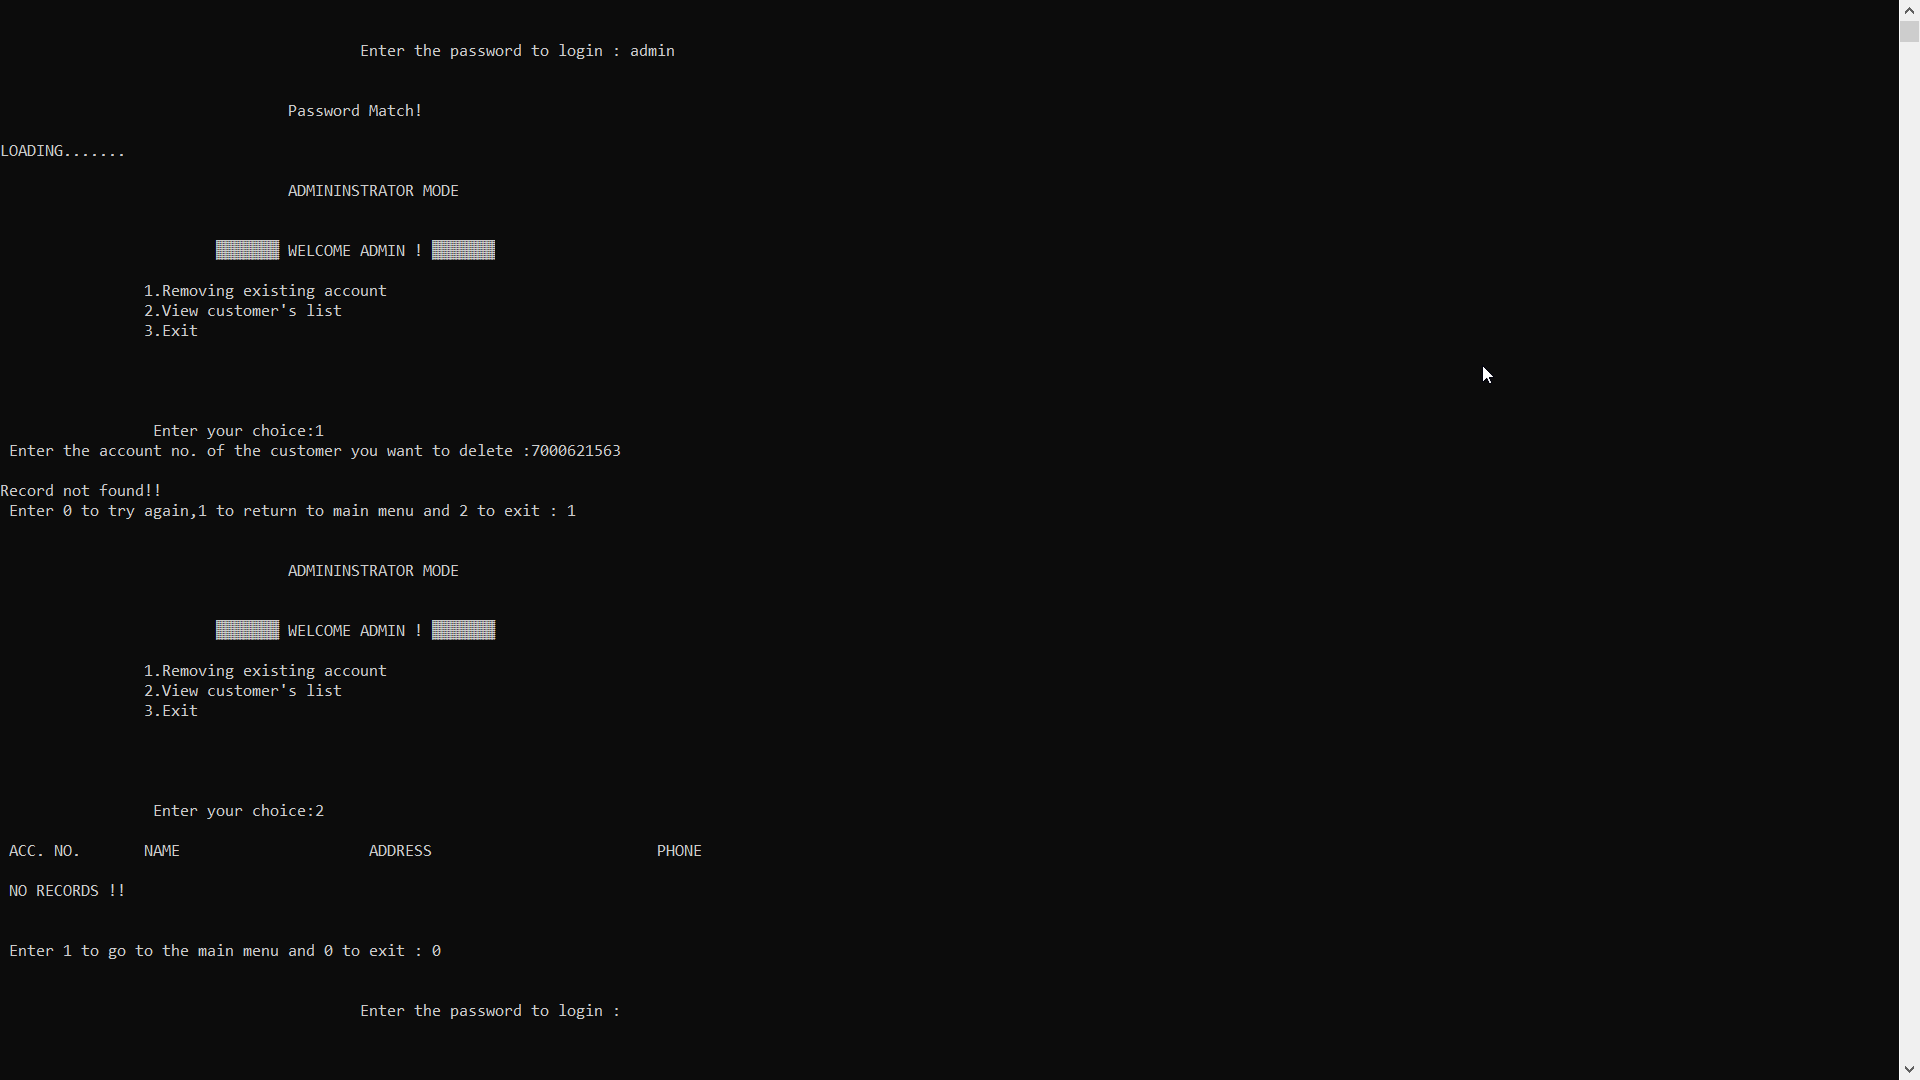 Enter the password to login : admin
Password Match!
LOADING.......
ADMININSTRATOR MODE
▓▓▓▓▓▓▓ WELCOME ADMIN ! ▓▓▓▓▓▓▓
1.Removing existing account
2.View customer's list
3.Exit
Enter your choice:1
Enter the account no. of the customer you want to delete :7000621563
Record not found!!
Enter 0 to try again,1 to return to main menu and 2 to exit : 1
ADMININSTRATOR MODE
▓▓▓▓▓▓▓ WELCOME ADMIN ! ▓▓▓▓▓▓▓
1.Removing existing account
2.View customer's list
3.Exit
Enter your choice:2
ACC. NO. NAME ADDRESS PHONE
NO RECORDS !!
Enter 1 to go to the main menu and 0 to exit : 0
Enter the password to login :